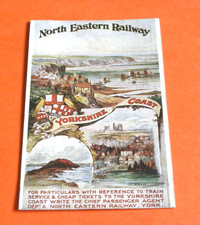 North Eastern Railway
YORKSHIRE COAST
FOR PARTICULARS WITH REFERENCE TO TRAIN
SERVICE & CHEAP TICKETS TO THE YORKSHIRE
COAST WRITE THE CHIEF PASSENGER AGENT
DEPT A. NORTH EASTERN RAILWAY, YORK.